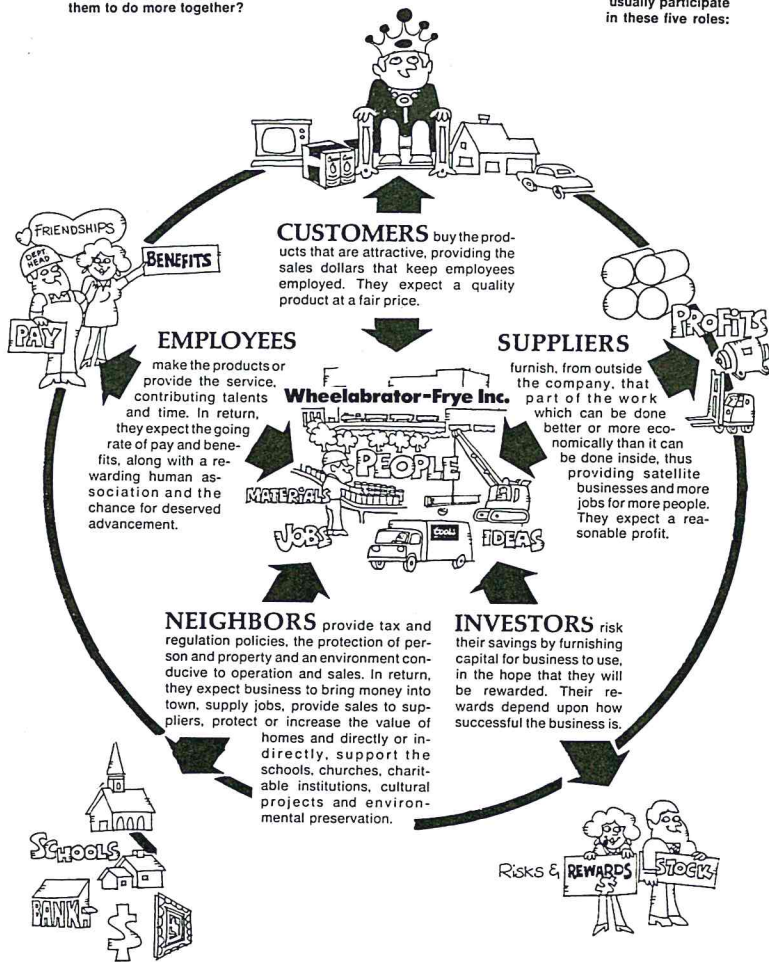 them to do more together?
usually participate
in these five roles:
CUSTOMERS buy the prod-
ucts that are attractive, providing the
sales dollars that keep employees
employed. They expect a quality
product at a fair price.
FRIENDSHIPS
DEPT.
HEAD
BENEFITS
PAY
EMPLOYEES
make the products or
provide the service,
contributing talents
and time. In return,
they expect the going
rate of pay and bene-
fits, along with a re-
warding human as-
sociation and the
chance for deserved
advancement.
PROFITS
SUPPLIERS
furnish, from outside
the company, that
part of the work
which can be done
better or more eco-
nomically than it can
be done inside, thus
providing satellite
businesses and more
jobs for more people.
They expect a rea-
sonable profit.
Wheelabrator-Frye Inc.
PEOPLE
MATERIALS
JOBS
TOOLS
IDEAS
NEIGHBORS provide tax and
regulation policies, the protection of per-
son and property and an environment con-
ducive to operation and sales. In return,
they expect business to bring money into
town, supply jobs, provide sales to sup-
pliers, protect or increase the value of
homes and directly or in-
directly, support the
schools, churches, charit-
able institutions, cultural
projects and environ-
mental preservation.
INVESTORS risk
their savings by furnishing
capital for business to use,
in the hope that they will
be rewarded. Their re-
wards depend upon how
successful the business is.
SCHOOLS
BANK
$
Risks & REWARDS
$
STOCK